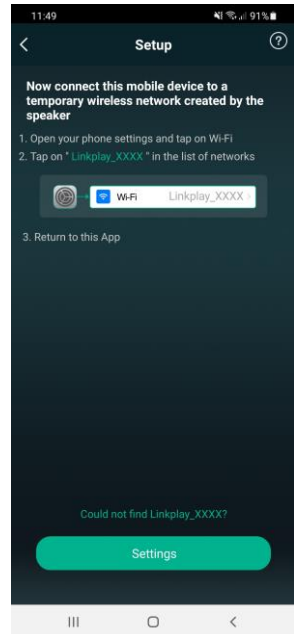 11:49 91%
Setup
Now connect this mobile device to a
temporary wireless network created by the
speaker
1. Open your phone settings and tap on Wi-Fi
2. Tap on " Linkplay_XXXX " in the list of networks
Wi-Fi Linkplay_XXXX
3. Return to this App
Could not find Linkplay_XXXX?
Settings